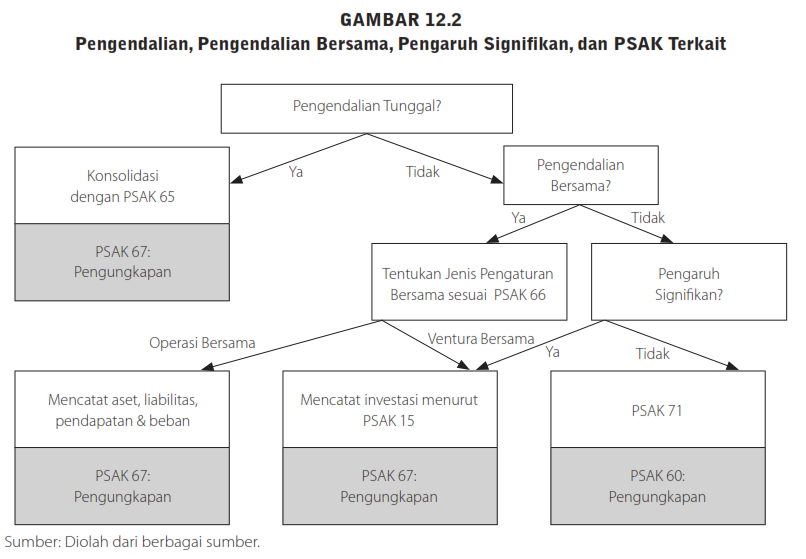 GAMBAR 12.2
Pengendalian, Pengendalian Bersama, Pengaruh Signifikan, dan PSAK Terkait
Pengendalian Tunggal?
Ya
Tidak
Konsolidasi
dengan PSAK 65
PSAK 67:
Pengungkapan
Pengendalian
Bersama?
Ya
Tidak
Tentukan Jenis Pengaturan
Bersama sesuai PSAK 66
Pengaruh
Signifikan?
Operasi Bersama
Ventura Bersama
Ya
Tidak
Mencatat aset, liabilitas,
pendapatan & beban
PSAK 67:
Pengungkapan
Mencatat investasi menurut
PSAK 15
PSAK 67:
Pengungkapan
PSAK 71
PSAK 60:
Pengungkapan
Sumber: Diolah dari berbagai sumber.